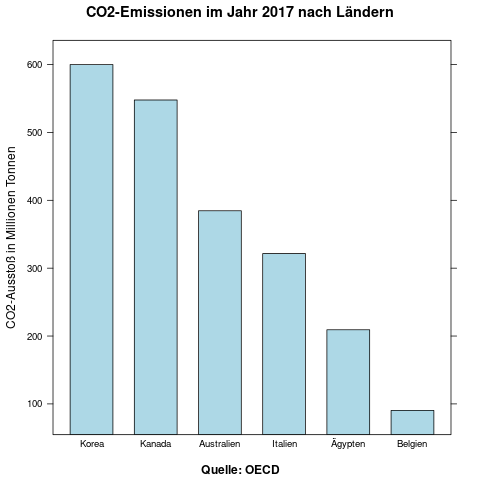 CO2-Emissionen im Jahr 2017 nach Ländern
CO2-Ausstoß in Millionen Tonnen
600
500
400
300
200
100
Korea Kanada Australien Italien Ägypten Belgien
Quelle: OECD